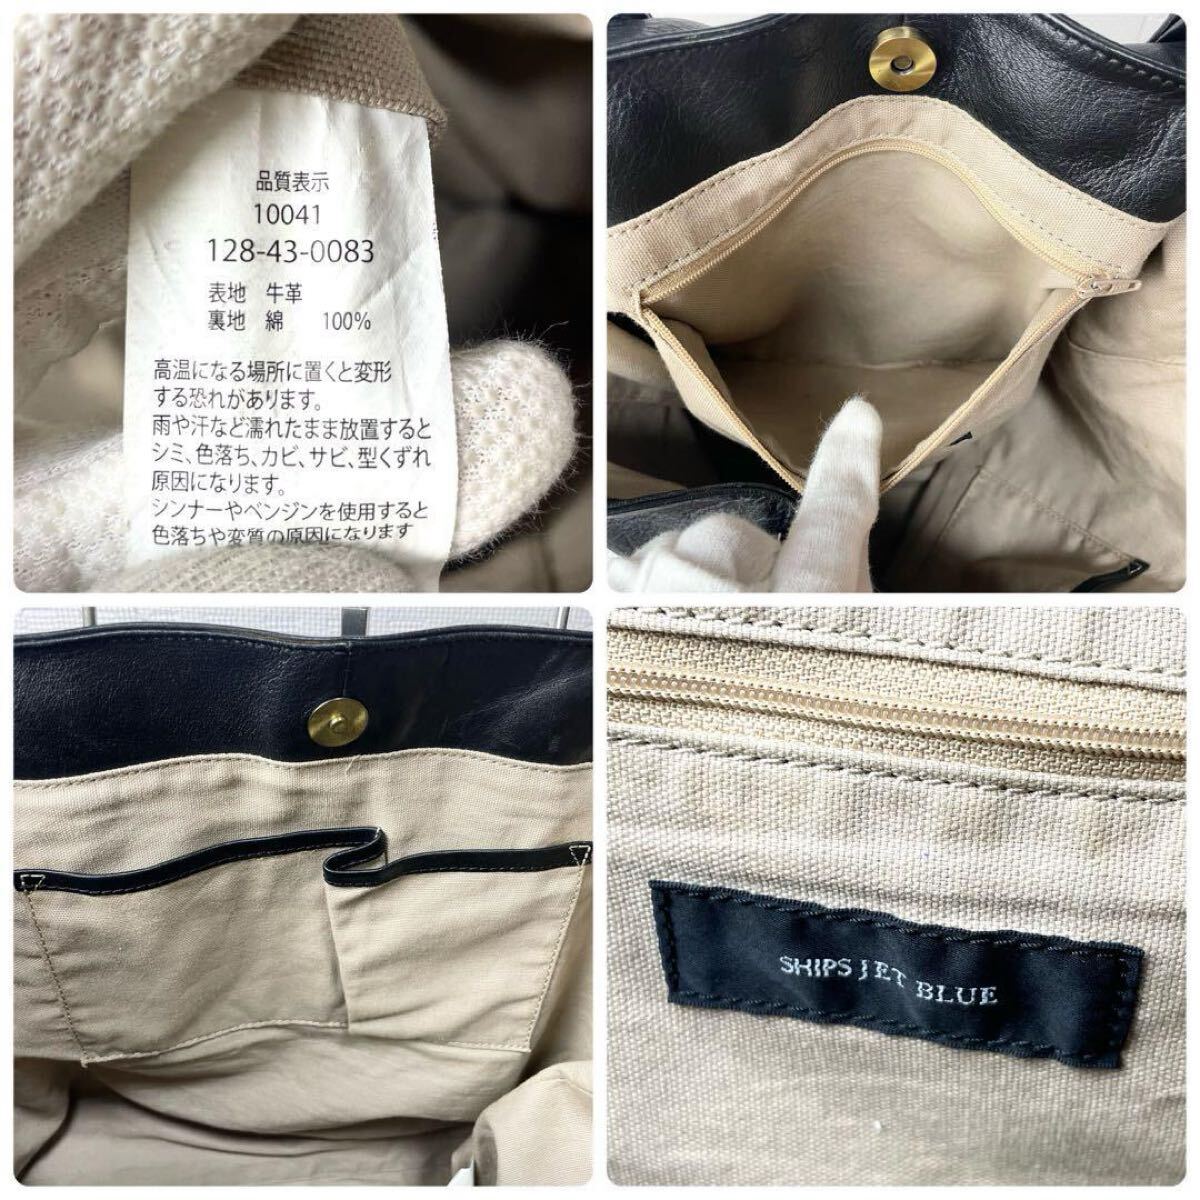 品質表示
10041
128-43-0083
表地 牛革
裏地 綿 100%
高温になる場所に置くと変形
する恐れがあります。
雨や汗など濡れたまま放置すると
シミ、色落ち、カビ、サビ、型くずれ
原因になります。
シンナーやベンジンを使用すると
色落ちや変質の原因になります
SHIPS JET BLUE